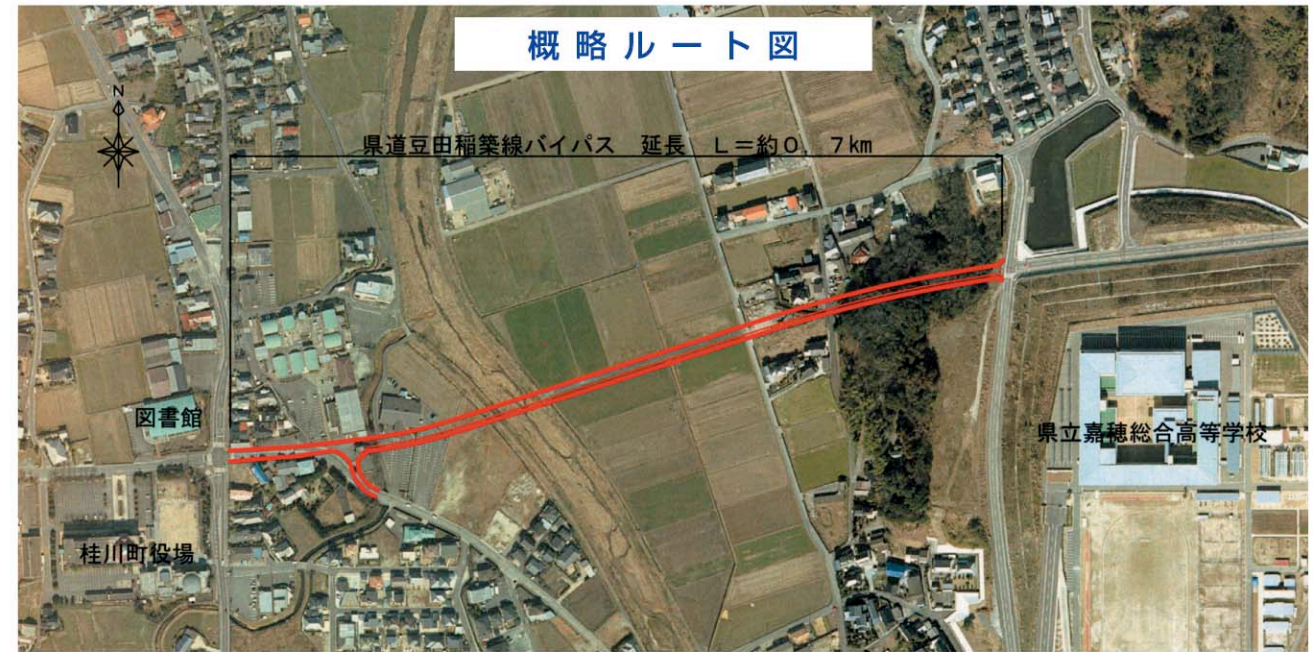 概略ルート図
N
県道豆田稲築線バイパス 延長 L=約0.7km
図書館
県立嘉穂総合高等学校
桂川町役場